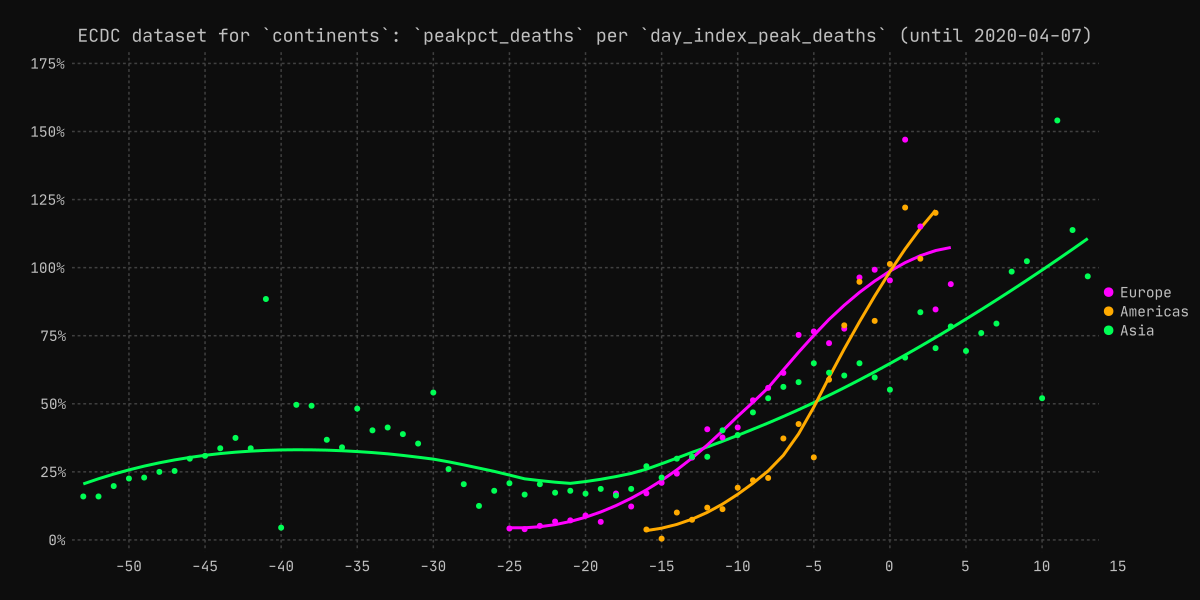 ECDC dataset for `continents`: `peakpct_deaths` per `day_index_peak_deaths` (until 2020-04-07)
175%
150%
125%
100%
75%
50%
25%
0%
Europe
Americas
Asia
-50 -45 -40 -35 -30 -25 -20 -15 -10 -5 0 5 10 15